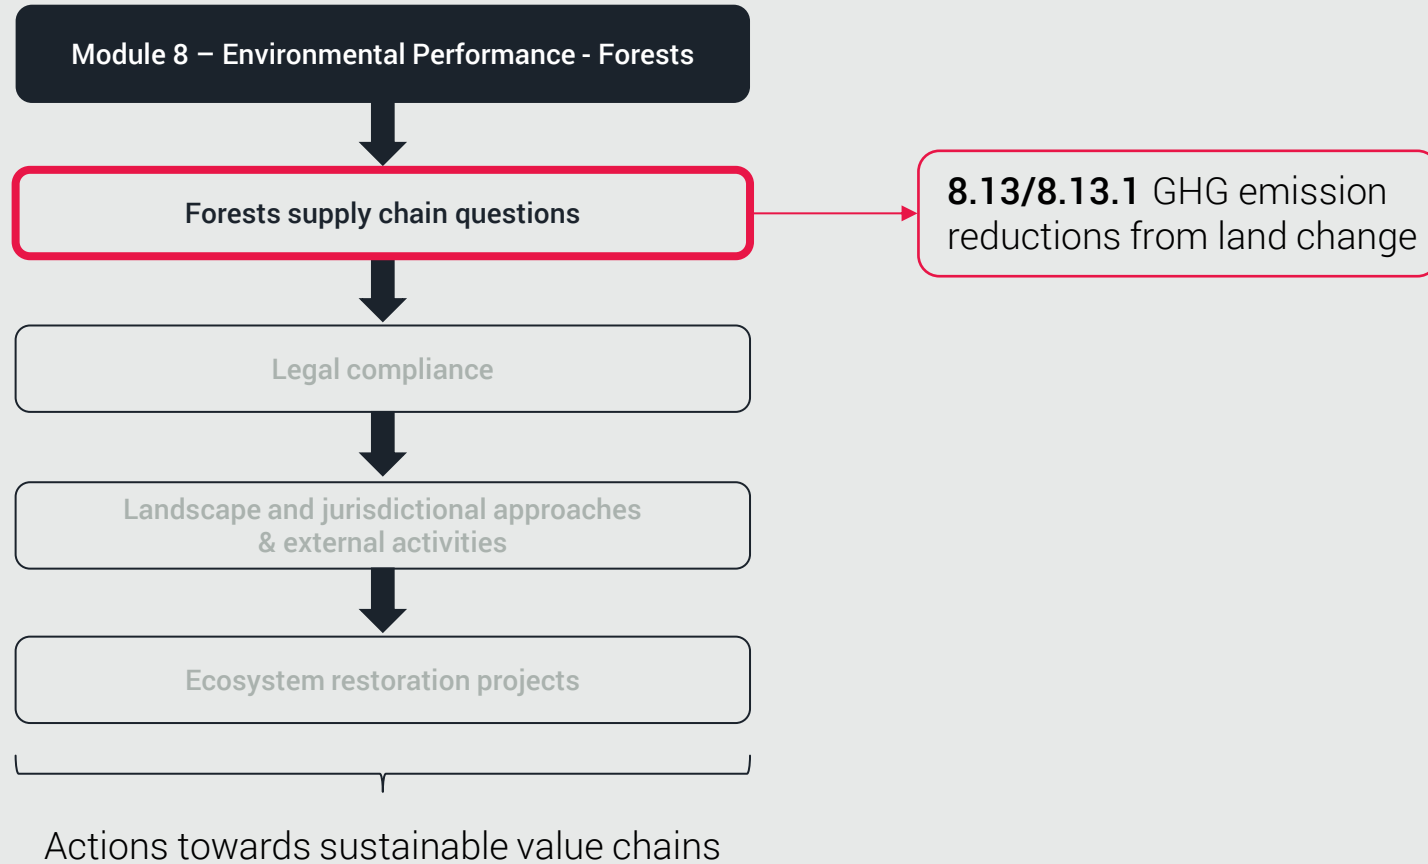 Module 8 – Environmental Performance - Forests
Forests supply chain questions
8.13/8.13.1 GHG emission
reductions from land change
Legal compliance
Landscape and jurisdictional approaches
& external activities
Ecosystem restoration projects
Actions towards sustainable value chains